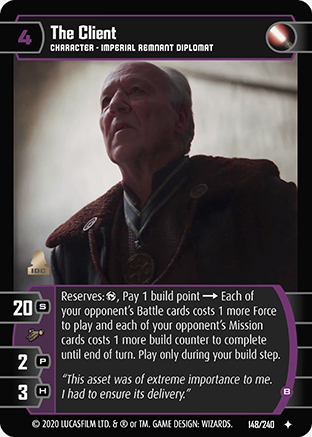 4
The Client
CHARACTER - IMPERIAL REMNANT DIPLOMAT
IDC
20 S
2 P
3 H
Reserves: , Pay 1 build point → Each of
your opponent's Battle cards costs 1 more Force
to play and each of your opponent's Mission
cards costs 1 more build counter to complete
until end of turn. Play only during your build step.
"This asset was of extreme importance to me.
I had to ensure its delivery."
B
© 2020 LUCASFILM LTD. & ® or TM. GAME DESIGN: WIZARDS. 148/240